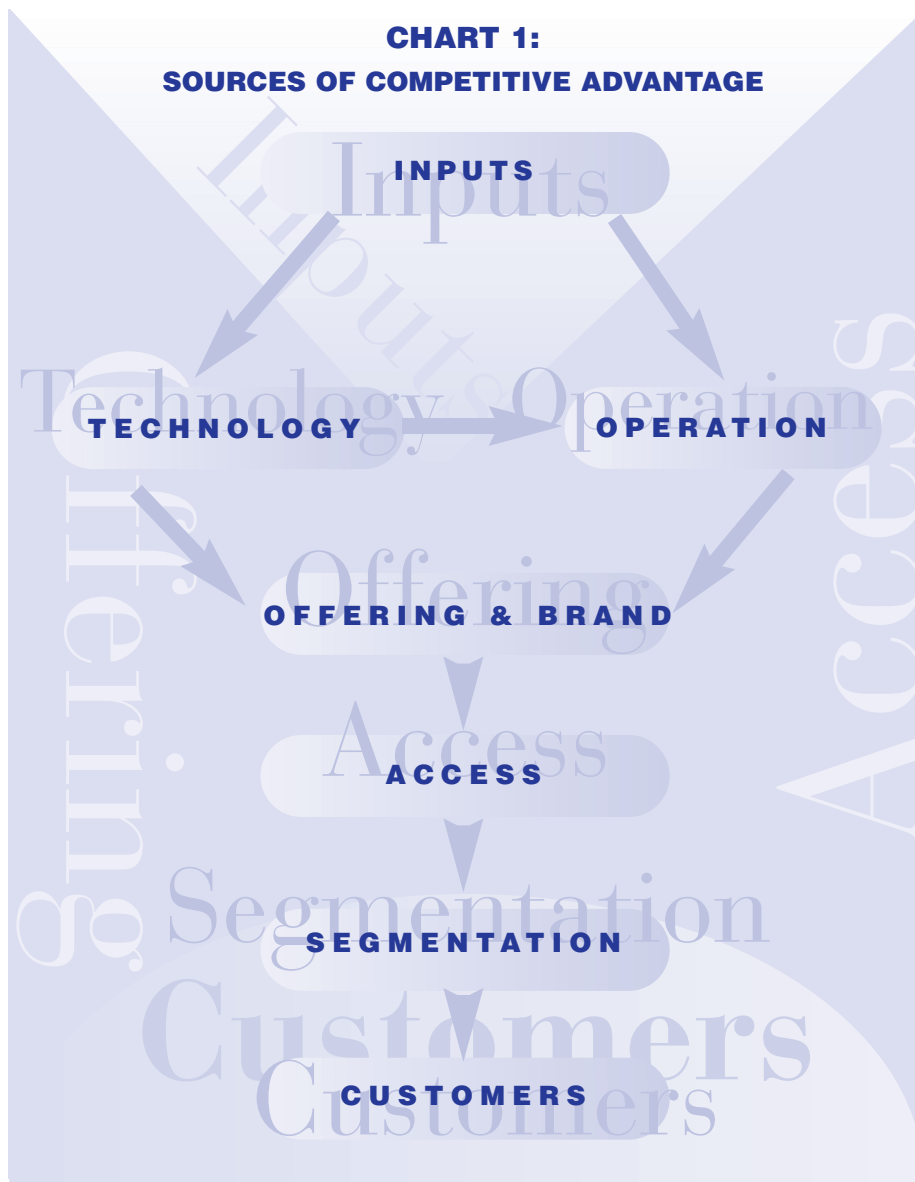 CHART 1:
SOURCES OF COMPETITIVE ADVANTAGE
Inputs
Inputs
INPUTS
Technology
TECHNOLOGY
Operation
OPERATION
Offering
Access
Offering
OFFERING & BRAND
Access
ACCESS
Segmentation
SEGMENTATION
Customers
Customers
CUSTOMERS